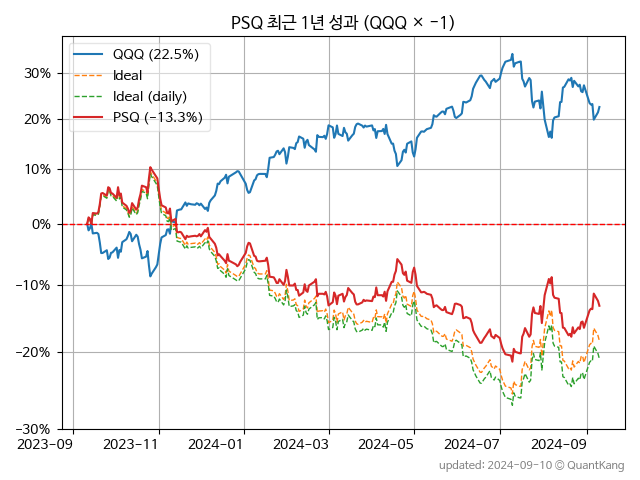 PSQ 최근 1년 성과 (QQQ × −1)
QQQ (22.5%)
Ideal
Ideal (daily)
PSQ (−13.3%)
30%
20%
10%
0%
−10%
−20%
−30%
2023-09
2023-11
2024-01
2024-03
2024-05
2024-07
2024-09
updated: 2024-09-10 ⓒ QuantKang